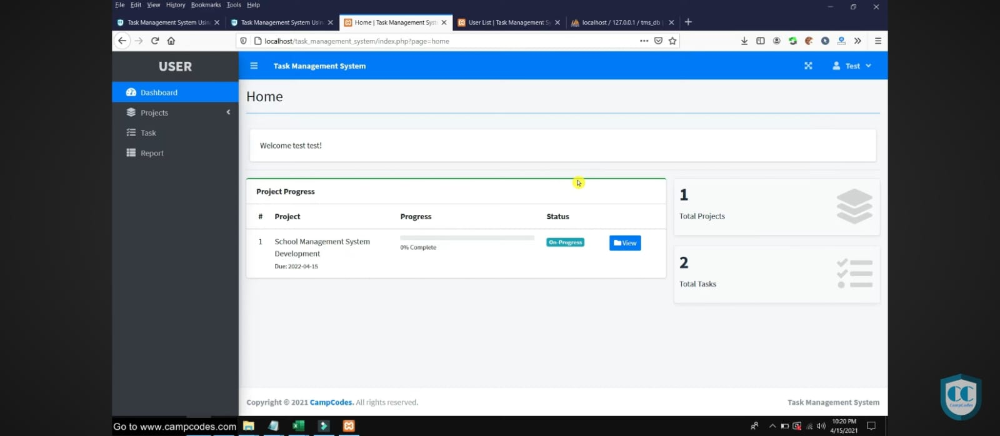 File Edit View History Bookmarks Tools Help
Task Management System Usin
Task Management System Usin
Home | Task Management Syst
User List | Task Management S
localhost / 127.0.0.1 / tms_db |
localhost/task_management_system/index.php?page=home
USER
Task Management System
Test
Dashboard
Projects
Task
Report
Home
Welcome test test!
Project Progress
# Project Progress Status
1 School Management System
Development
Due: 2022-04-15
0% Complete
On-Progress
View
1
Total Projects
2
Total Tasks
Copyright © 2021 CampCodes. All rights reserved.
Task Management System
CC
CampCodes
Go to www.campcodes.com
10:20 PM
4/15/2021